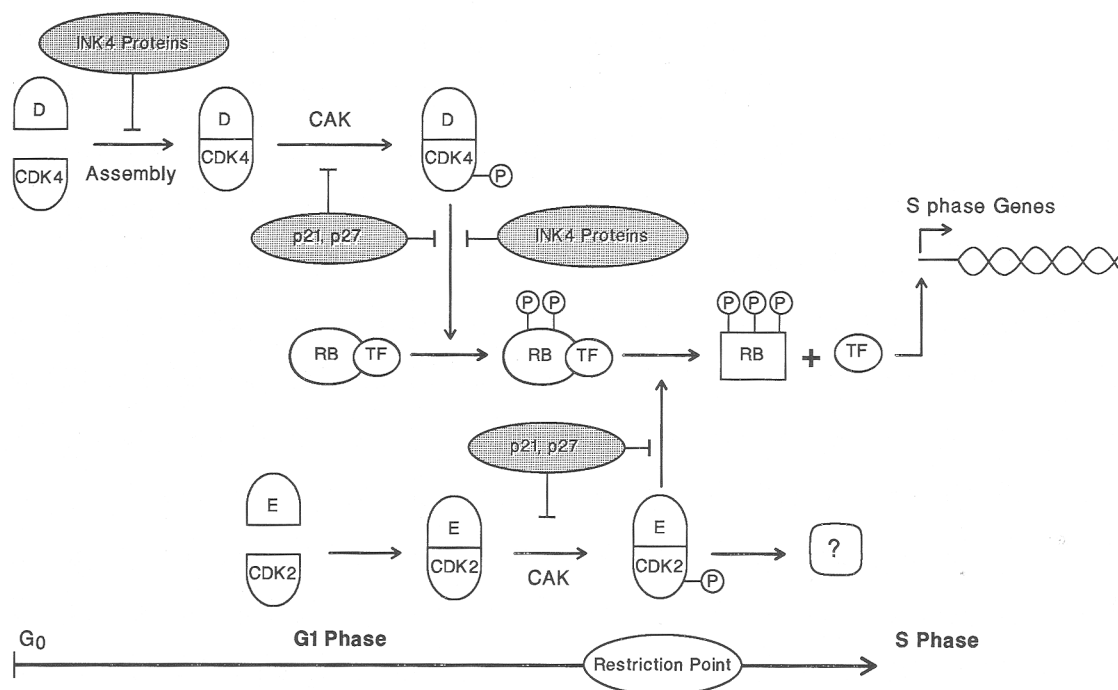 INK4 Proteins
D
CDK4
Assembly
D
CDK4
CAK
D
CDK4
P
p21, p27
INK4 Proteins
S phase Genes
RB
TF
P P
RB
TF
P P P
RB
+
TF
p21, p27
E
CDK2
E
CDK2
CAK
E
CDK2
P
?
G0
G1 Phase
Restriction Point
S Phase